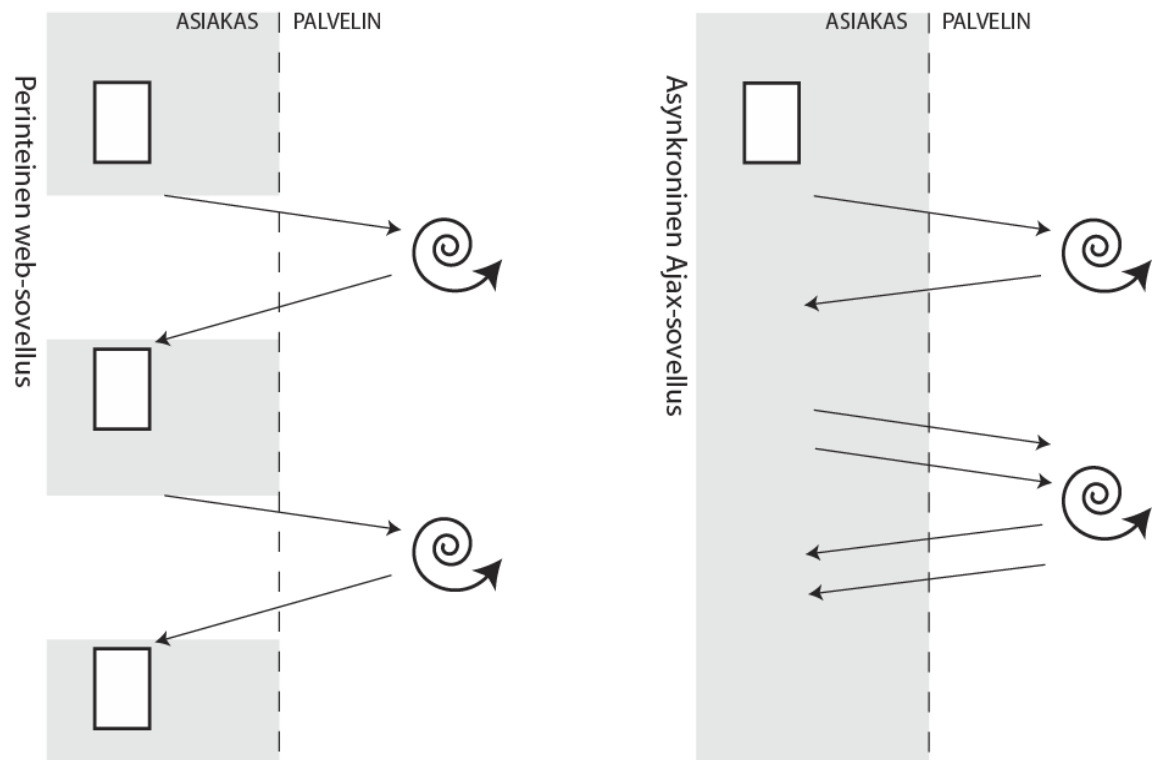 ASIAKAS
PALVELIN
Perinteinen web-sovellus
ASIAKAS
PALVELIN
Asynkroninen Ajax-sovellus